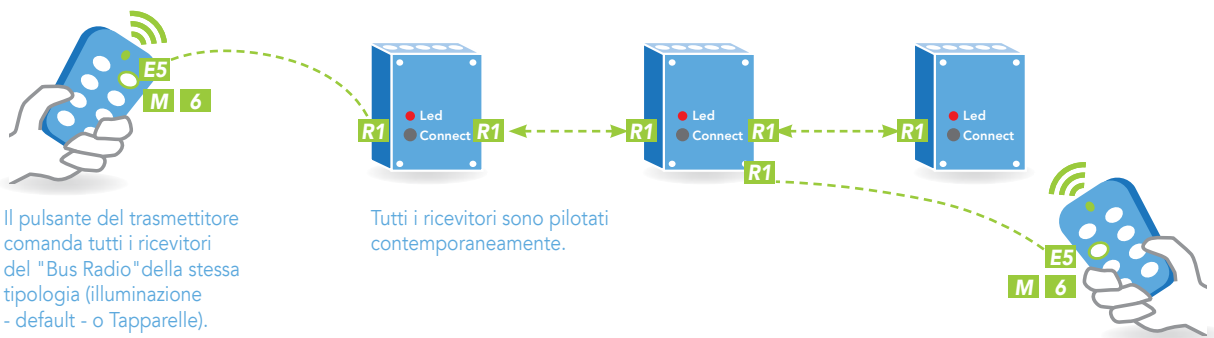 E5
M 6
R1
Led
Connect
R1
R1
Led
Connect
R1
R1
R1
Led
Connect
Il pulsante del trasmettitore
comanda tutti i ricevitori
del "Bus Radio"della stessa
tipologia (illuminazione
- default - o Tapparelle).
Tutti i ricevitori sono pilotati
contemporaneamente.
E5
M 6